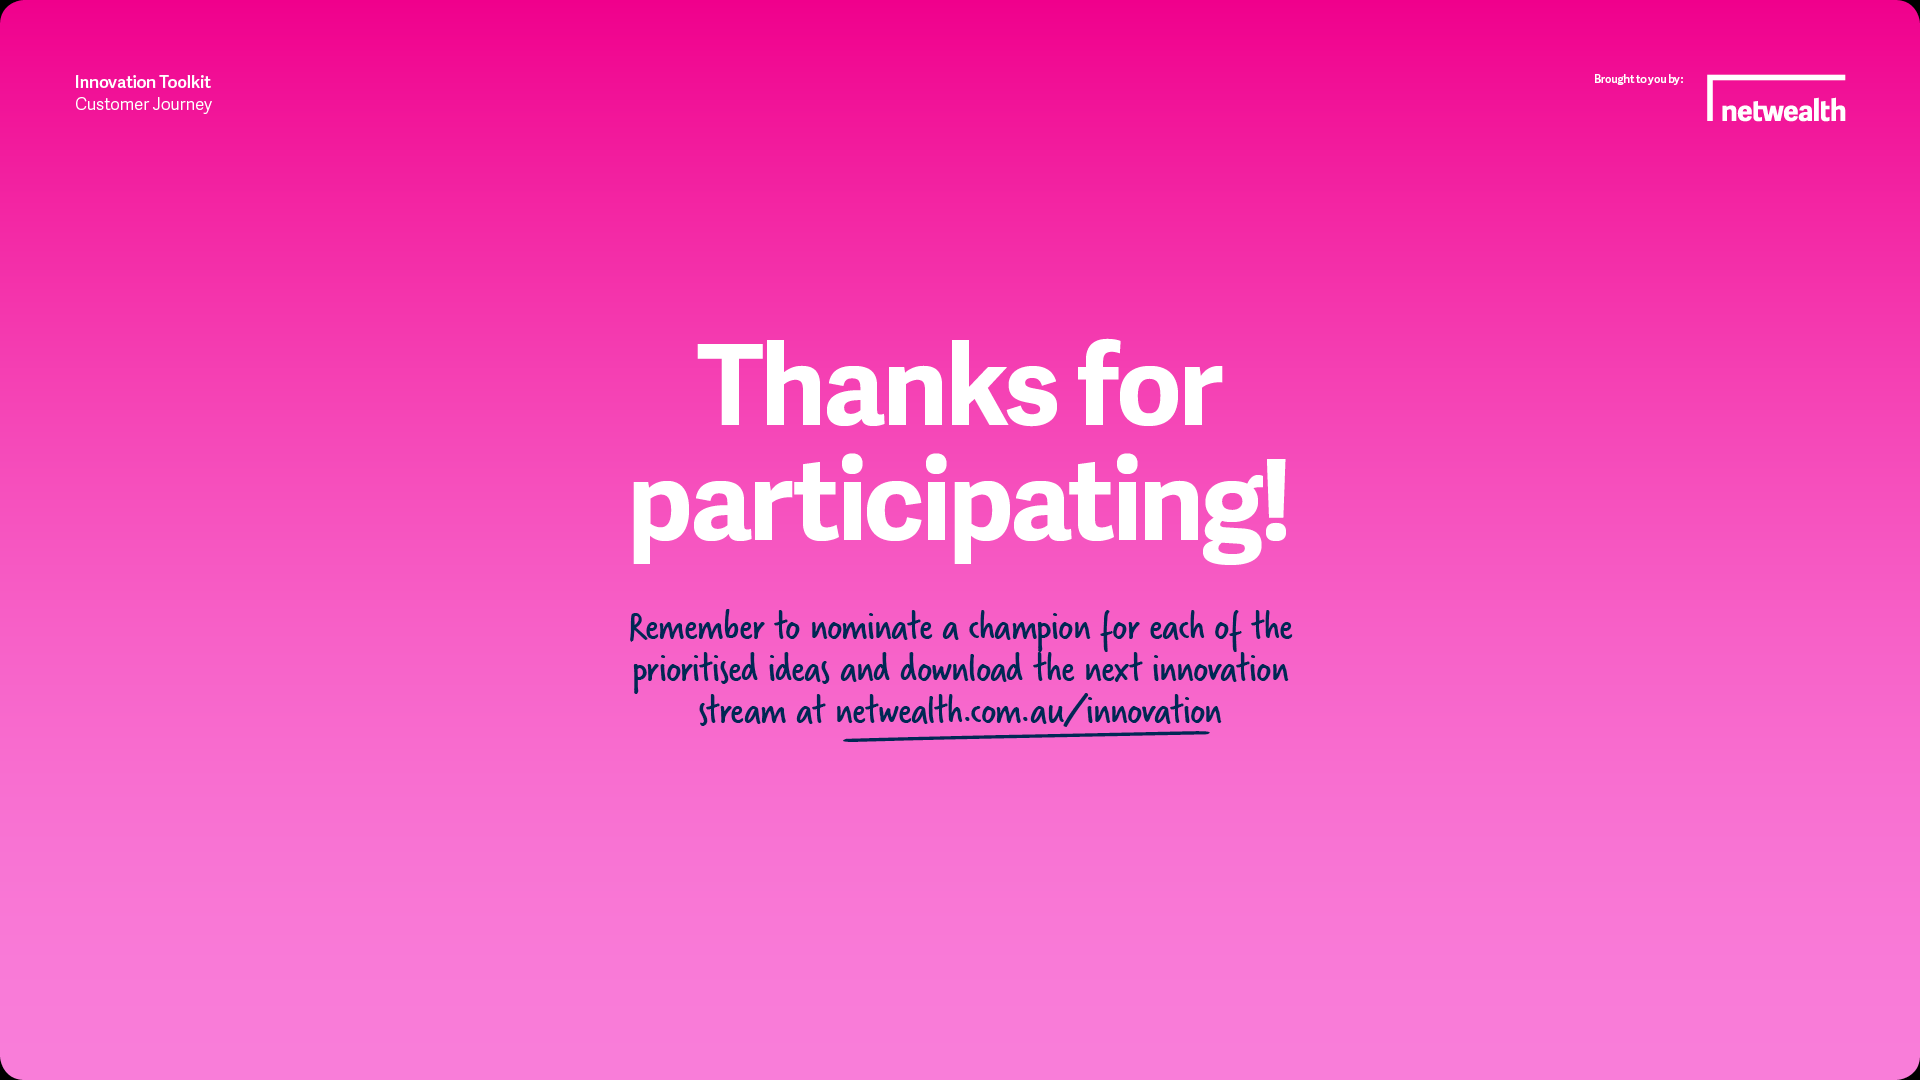 Innovation Toolkit
Customer Journey
Brought to you by:
netwealth
Thanks for
participating!
Remember to nominate a champion for each of the
prioritised ideas and download the next innovation
stream at netwealth.com.au/innovation